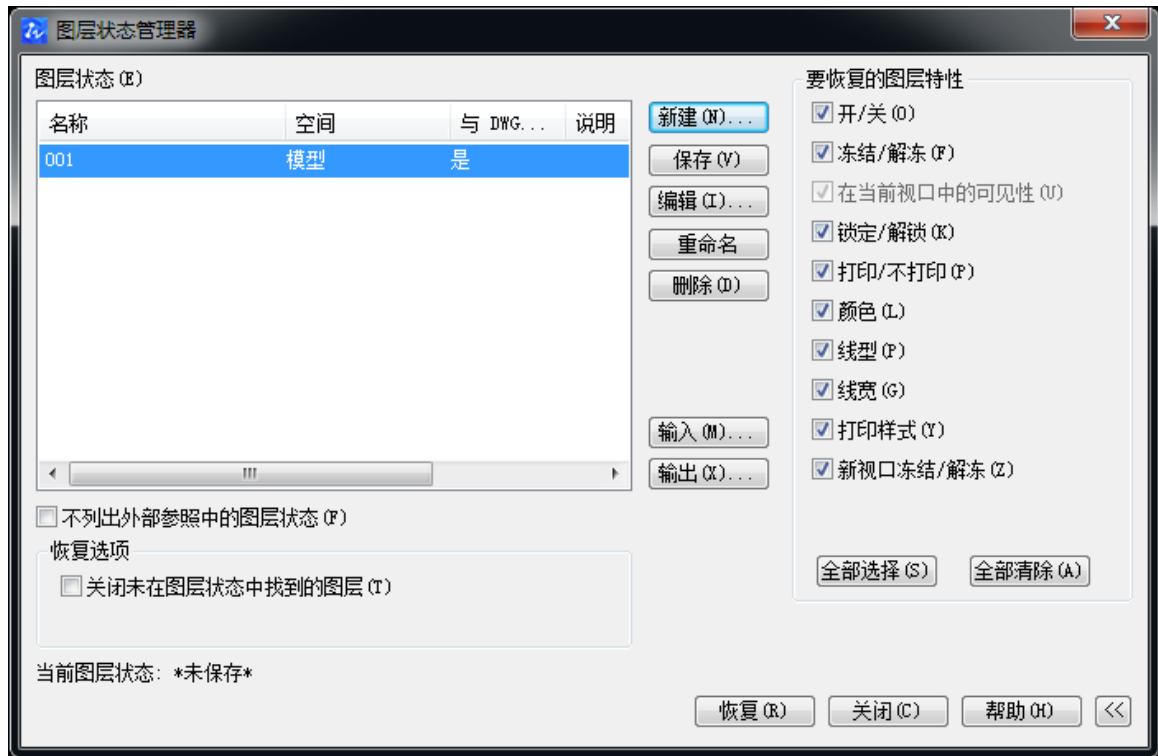 图层状态管理器
图层状态(E)
名称 空间 与 DWG... 说明
001 模型 是
新建(N)...
保存(V)
编辑(I)...
重命名
删除(D)
输入(M)...
输出(X)...
不列出外部参照中的图层状态(F)
恢复选项
关闭未在图层状态中找到的图层(T)
当前图层状态: *未保存*
要恢复的图层特性
开/关(O)
冻结/解冻(F)
在当前视口中的可见性(U)
锁定/解锁(K)
打印/不打印(P)
颜色(L)
线型(P)
线宽(G)
打印样式(Y)
新视口冻结/解冻(Z)
全部选择(S) 全部清除(A)
恢复(R) 关闭(C) 帮助(H) <<